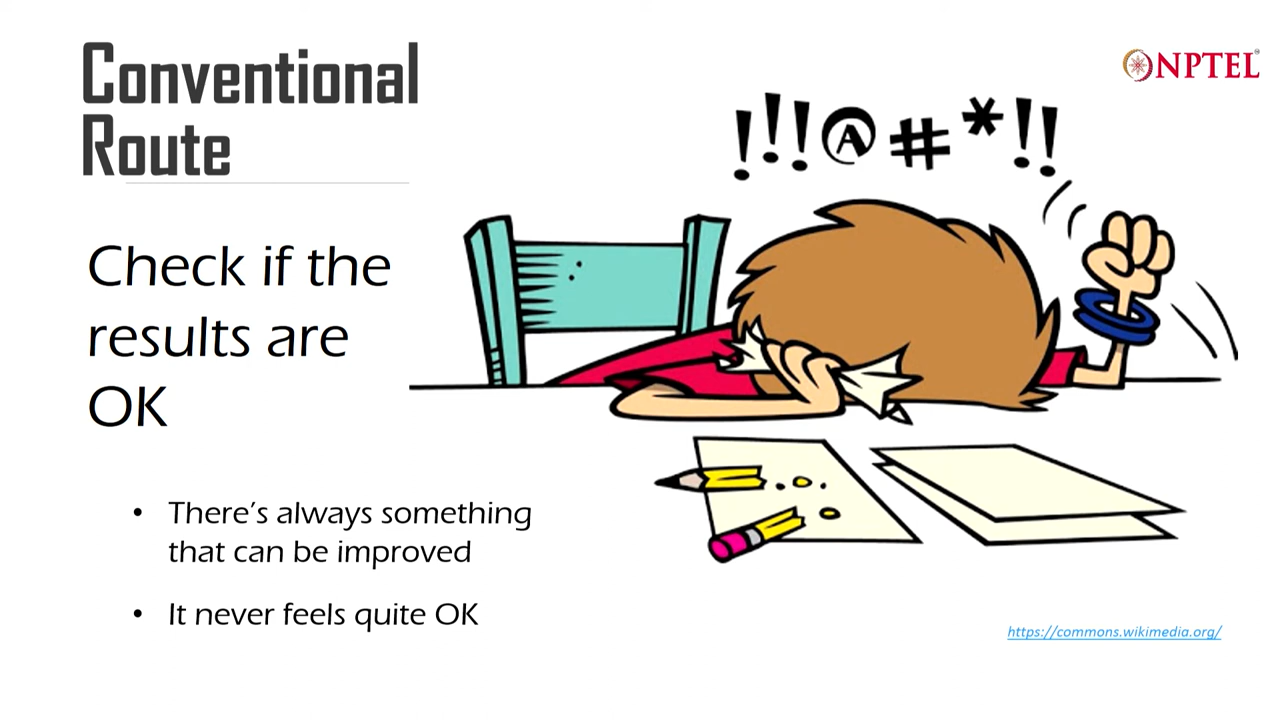 Conventional
Route
NPTEL
!!!@#*!!
Check if the
results are
OK
• There's always something
that can be improved
• It never feels quite OK
https://commons.wikimedia.org/